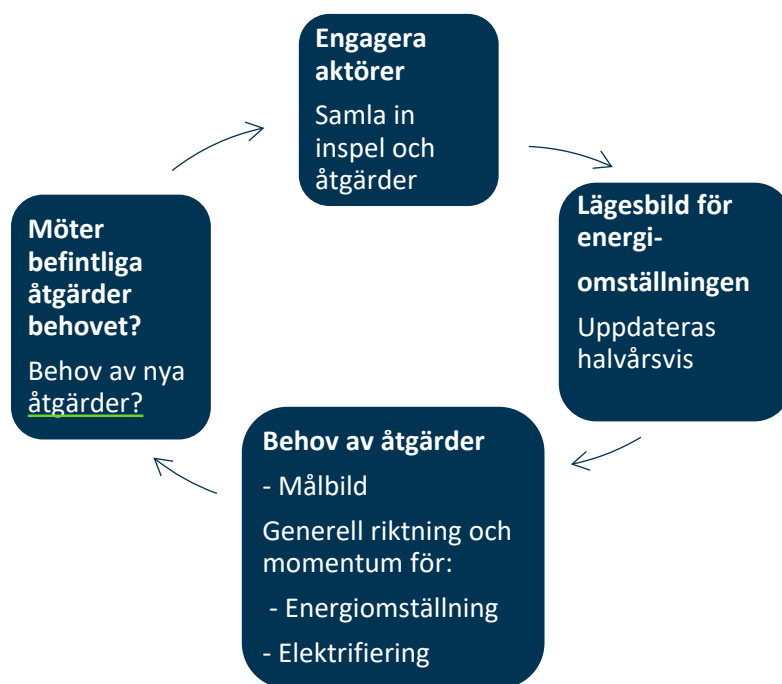 Engagera
aktörer
Samla in
inspel och
åtgärder
Lägesbild för
energi-
omställningen
Uppdateras
halvårsvis
Behov av åtgärder
- Målbild
Generell riktning och
momentum för:
- Energiomställning
- Elektrifiering
Möter
befintliga
åtgärder
behovet?
Behov av nya
åtgärder?